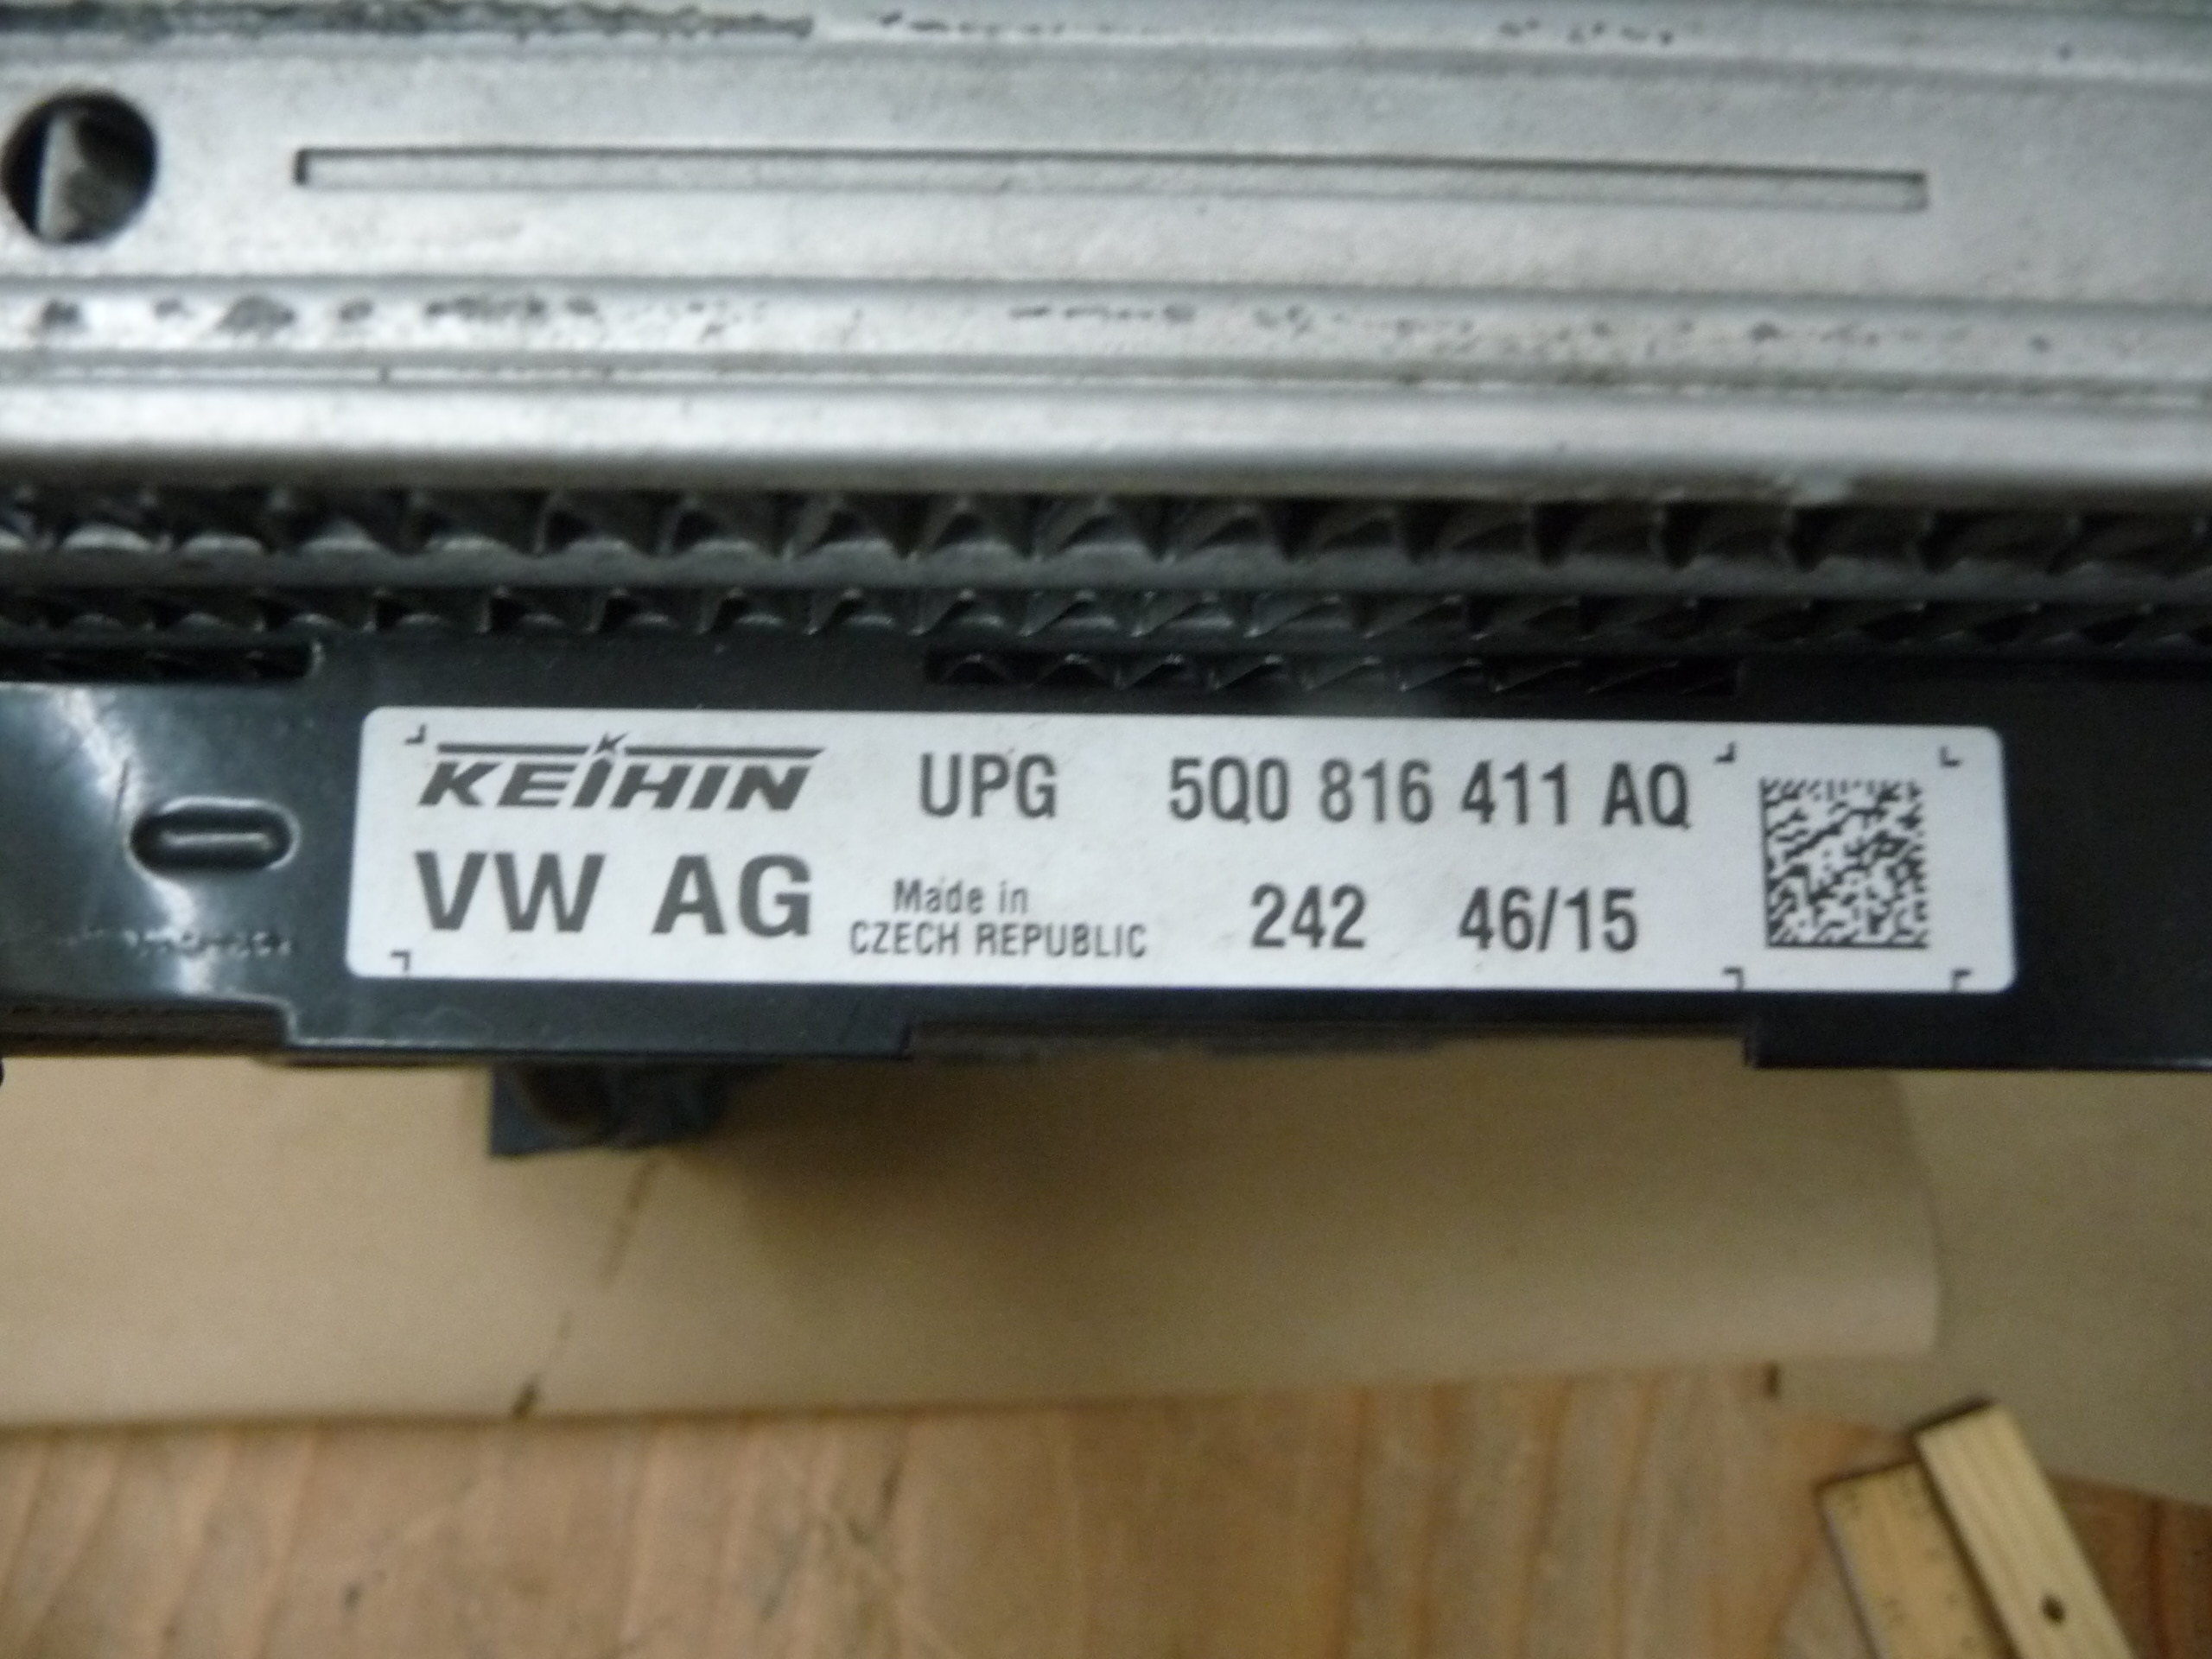 KEIHIN UPG 5Q0 816 411 AQ
VW AG Made in CZECH REPUBLIC 242 46/15